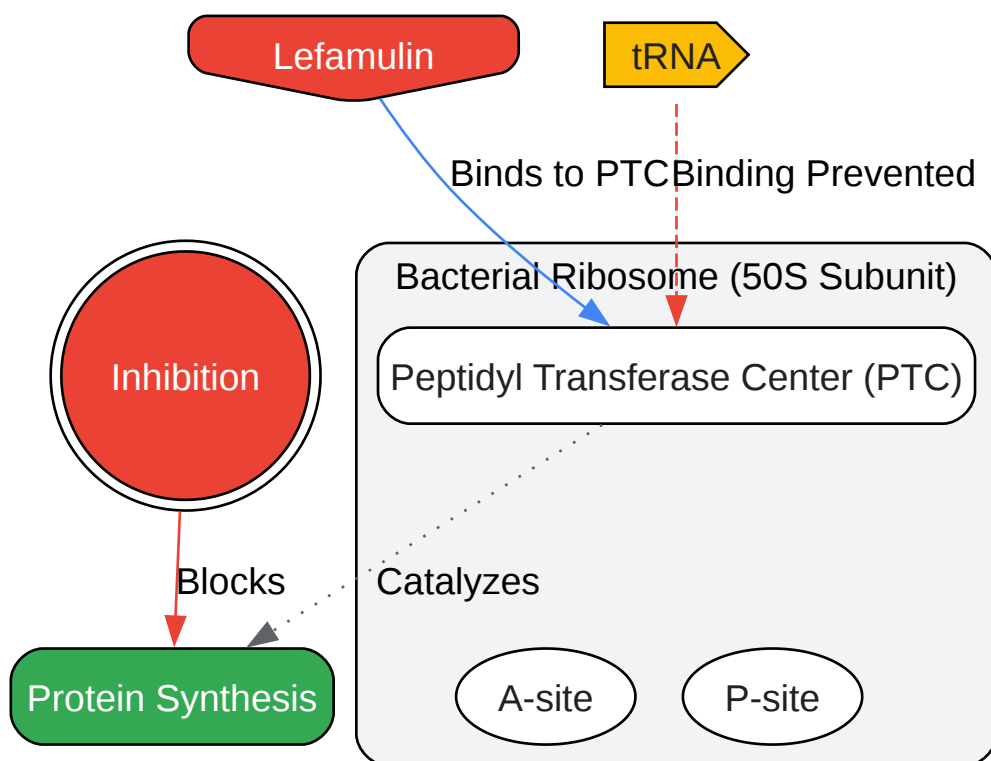 Lefamulin
tRNA
Binds to PTC
Binding Prevented
Bacterial Ribosome (50S Subunit)
Inhibition
Peptidyl Transferase Center (PTC)
Blocks
Catalyzes
Protein Synthesis
A-site
P-site